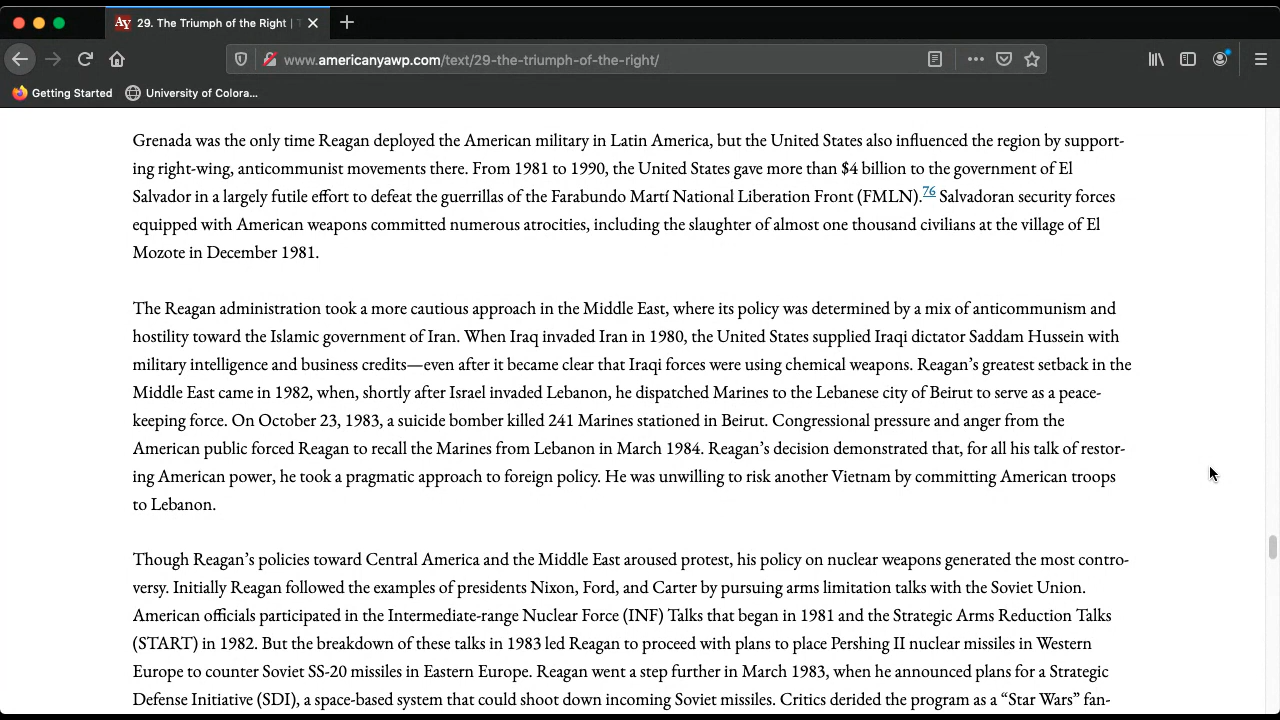 29. The Triumph of the Right | T
www.americanyawp.com/text/29-the-triumph-of-the-right/
Getting Started
University of Colora...
Grenada was the only time Reagan deployed the American military in Latin America, but the United States also influenced the region by support-
ing right-wing, anticommunist movements there. From 1981 to 1990, the United States gave more than $4 billion to the government of El
Salvador in a largely futile effort to defeat the guerrillas of the Farabundo Martí National Liberation Front (FMLN).76 Salvadoran security forces
equipped with American weapons committed numerous atrocities, including the slaughter of almost one thousand civilians at the village of El
Mozote in December 1981.
The Reagan administration took a more cautious approach in the Middle East, where its policy was determined by a mix of anticommunism and
hostility toward the Islamic government of Iran. When Iraq invaded Iran in 1980, the United States supplied Iraqi dictator Saddam Hussein with
military intelligence and business credits—even after it became clear that Iraqi forces were using chemical weapons. Reagan's greatest setback in the
Middle East came in 1982, when, shortly after Israel invaded Lebanon, he dispatched Marines to the Lebanese city of Beirut to serve as a peace-
keeping force. On October 23, 1983, a suicide bomber killed 241 Marines stationed in Beirut. Congressional pressure and anger from the
American public forced Reagan to recall the Marines from Lebanon in March 1984. Reagan's decision demonstrated that, for all his talk of restor-
ing American power, he took a pragmatic approach to foreign policy. He was unwilling to risk another Vietnam by committing American troops
to Lebanon.
Though Reagan's policies toward Central America and the Middle East aroused protest, his policy on nuclear weapons generated the most contro-
versy. Initially Reagan followed the examples of presidents Nixon, Ford, and Carter by pursuing arms limitation talks with the Soviet Union.
American officials participated in the Intermediate-range Nuclear Force (INF) Talks that began in 1981 and the Strategic Arms Reduction Talks
(START) in 1982. But the breakdown of these talks in 1983 led Reagan to proceed with plans to place Pershing II nuclear missiles in Western
Europe to counter Soviet SS-20 missiles in Eastern Europe. Reagan went a step further in March 1983, when he announced plans for a Strategic
Defense Initiative (SDI), a space-based system that could shoot down incoming Soviet missiles. Critics derided the program as a “Star Wars” fan-